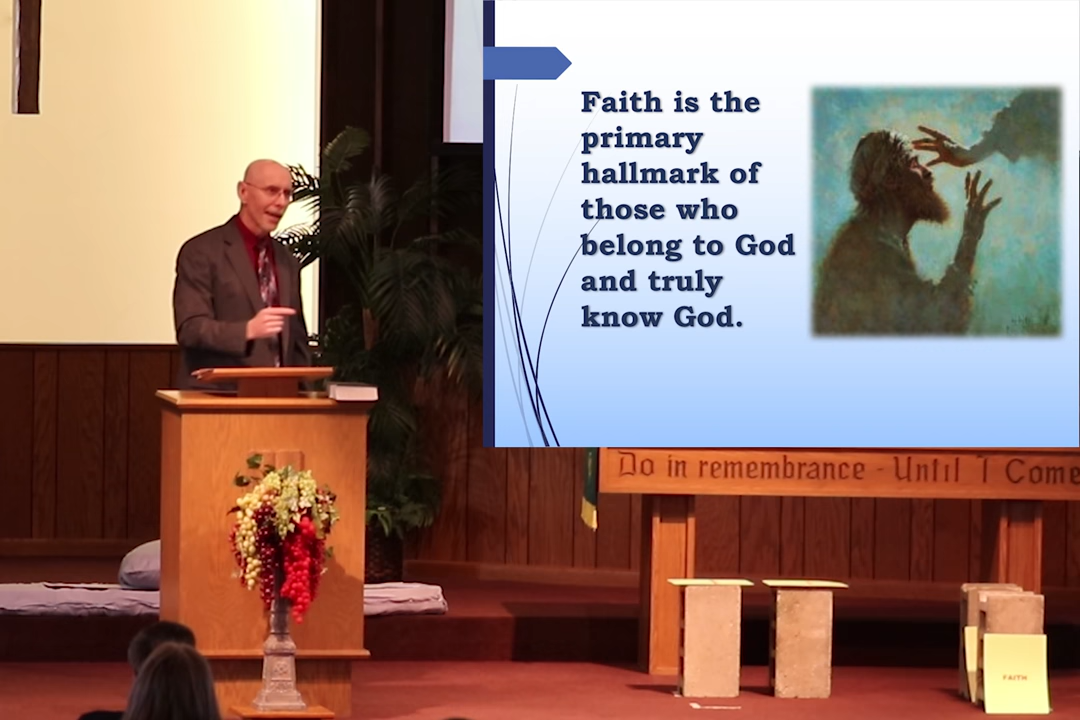 Faith is the
primary
hallmark of
those who
belong to God
and truly
know God.
Do in remembrance - Until I Come
FAITH